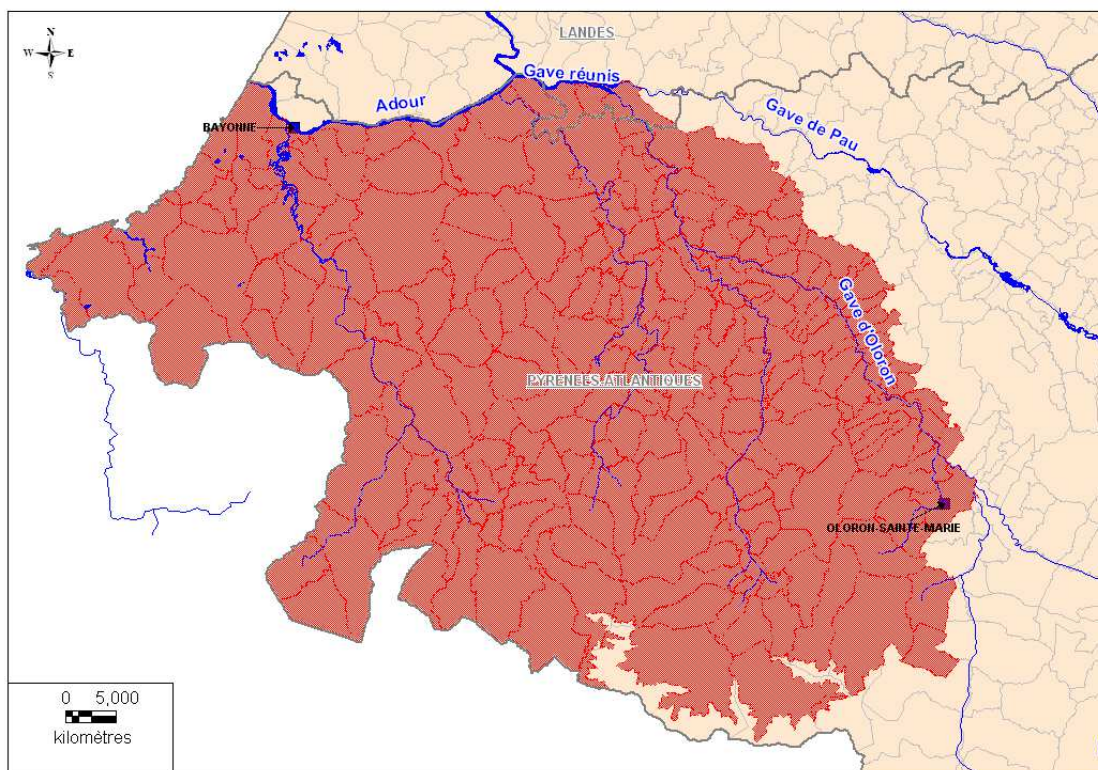 N
W E
S
LANDES
Gave réunis
Adour
Gave de Pau
BAYONNE
Gave d'Oloron
PYRENEES-ATLANTIQUES
OLORON-SAINTE-MARIE
0 5,000
kilomètres